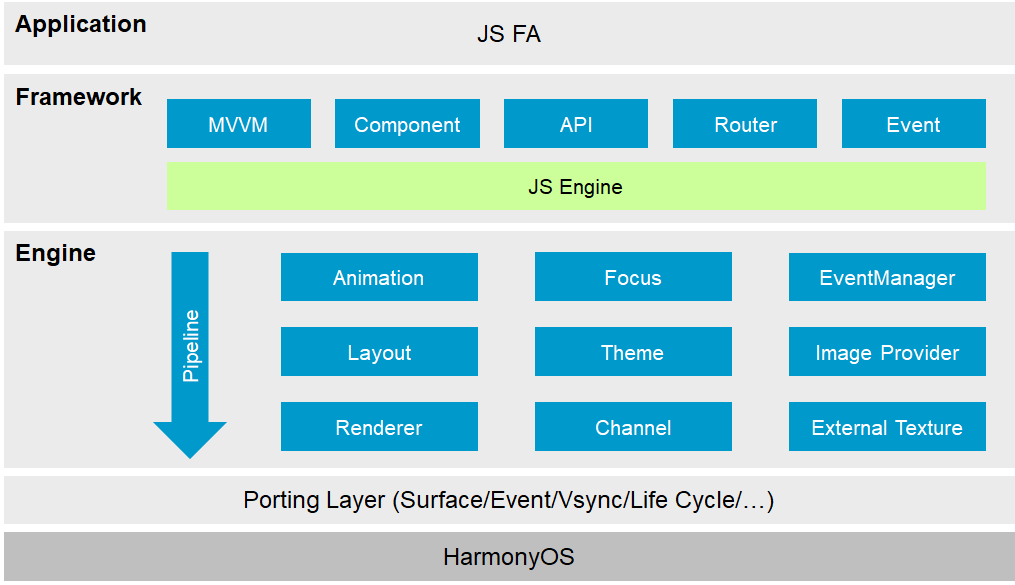 Application
JS FA
Framework
MVVM
Component
API
Router
Event
JS Engine
Engine
Pipeline
Animation
Focus
EventManager
Layout
Theme
Image Provider
Renderer
Channel
External Texture
Porting Layer (Surface/Event/Vsync/Life Cycle/…)
HarmonyOS